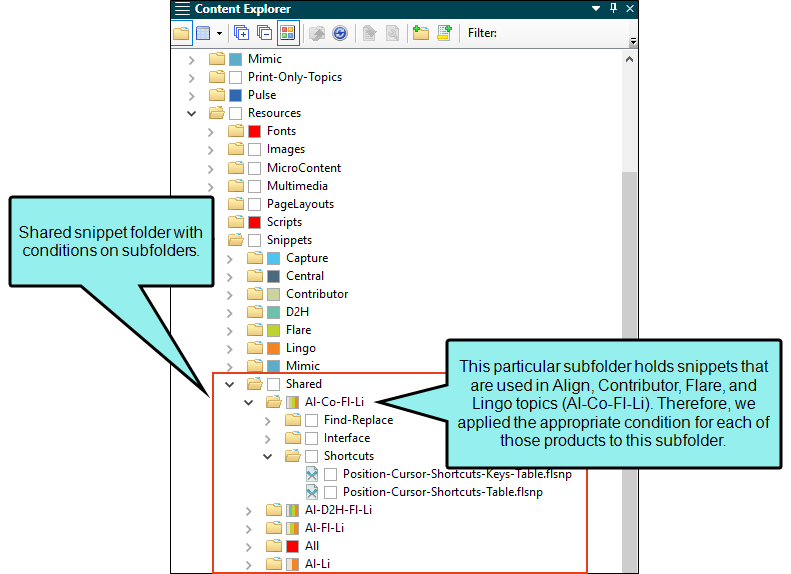 Content Explorer
Filter:
Mimic
Print-Only-Topics
Pulse
Resources
Fonts
Images
MicroContent
Multimedia
PageLayouts
Scripts
Snippets
Capture
Central
Contributor
D2H
Flare
Lingo
Mimic
Shared
Al-Co-Fl-Li
Find-Replace
Interface
Shortcuts
Position-Cursor-Shortcuts-Keys-Table.flsnp
Position-Cursor-Shortcuts-Table.flsnp
Al-D2H-Fl-Li
Al-Fl-Li
All
Al-Li
Shared snippet folder with
conditions on subfolders.
This particular subfolder holds snippets that
are used in Align, Contributor, Flare, and
Lingo topics (Al-Co-Fl-Li). Therefore, we
applied the appropriate condition for each of
those products to this subfolder.